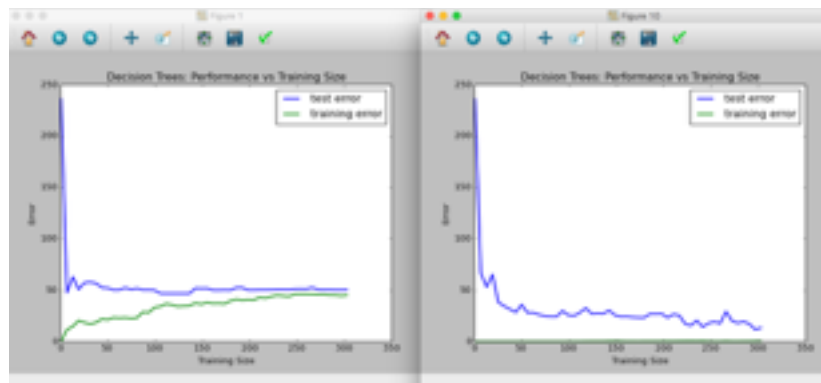 Figure 1
Decision Trees: Performance vs Training Size
250
test error
training error
200
150
Error
100
50
0
0 50 100 150 200 250 300 350
Training Size
Figure 10
Decision Trees: Performance vs Training Size
250
test error
training error
200
150
Error
100
50
0
0 50 100 150 200 250 300 350
Training Size